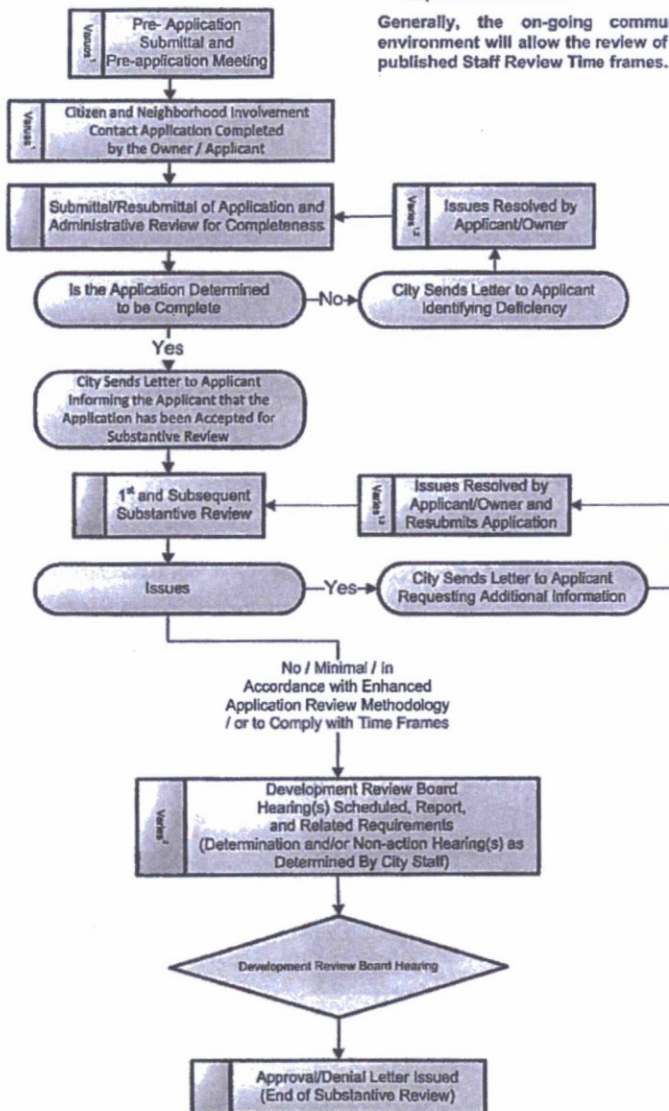 Generally, the on-going commu
environment will allow the review of
published Staff Review Time frames.
Pre- Application
Submittal and
Pre-application Meeting
Varies¹
Citizen and Neighborhood Involvement
Contact Application Completed
by the Owner / Applicant
Varies¹
Submittal/Resubmittal of Application and
Administrative Review for Completeness
Issues Resolved by
Applicant/Owner
Varies¹,²
Is the Application Determined
to be Complete
No
City Sends Letter to Applicant
Identifying Deficiency
Yes
City Sends Letter to Applicant
Informing the Applicant that the
Application has been Accepted for
Substantive Review
1st and Subsequent
Substantive Review
Issues Resolved by
Applicant/Owner and
Resubmits Application
Varies¹,²
Issues
Yes
City Sends Letter to Applicant
Requesting Additional Information
No / Minimal / in
Accordance with Enhanced
Application Review Methodology
/ or to Comply with Time Frames
Development Review Board
Hearing(s) Scheduled, Report,
and Related Requirements
(Determination and/or Non-action Hearing(s) as
Determined By City Staff)
Varies²
Development Review Board Hearing
Approval/Denial Letter Issued
(End of Substantive Review)